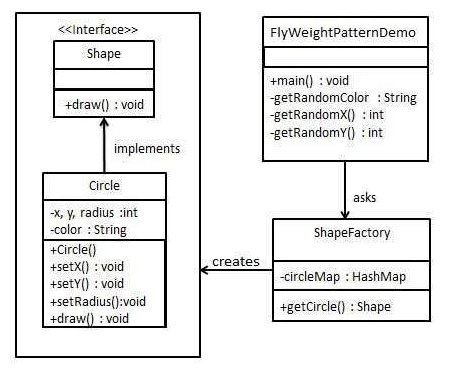 <<Interface>>
Shape
+draw() : void
implements
Circle
-x, y, radius :int
-color : String
+Circle()
+setX() : void
+setY() : void
+setRadius():void
+draw() : void
FlyWeightPatternDemo
+main() : void
-getRandomColor : String
-getRandomX() : int
-getRandomY() : int
asks
ShapeFactory
-circleMap : HashMap
+getCircle() : Shape
creates